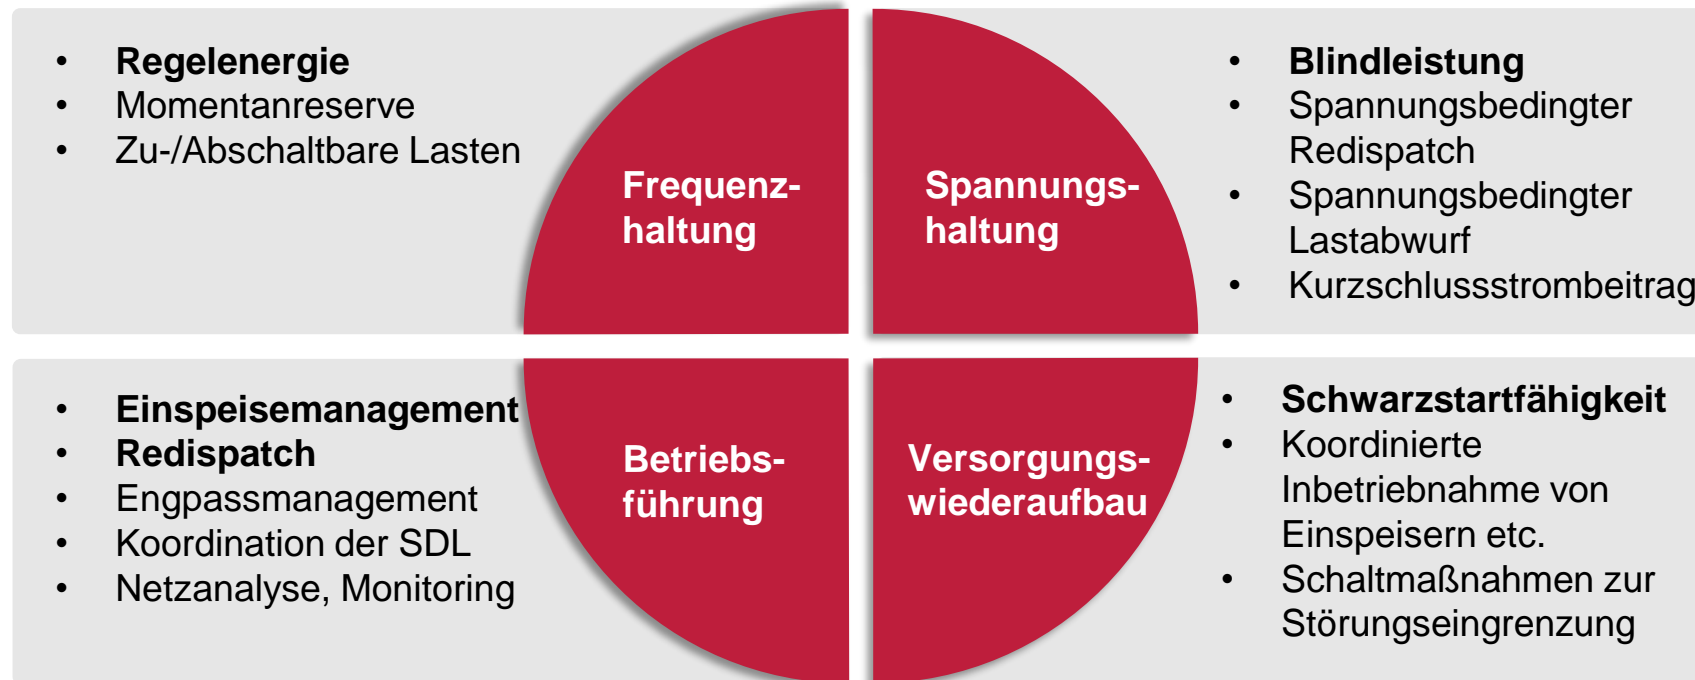 • Regelenergie
• Momentanreserve
• Zu-/Abschaltbare Lasten
Frequenz-
haltung
Spannungs-
haltung
• Blindleistung
• Spannungsbedingter
Redispatch
• Spannungsbedingter
Lastabwurf
• Kurzschlussstrombeitrag
• Einspeisemanagement
• Redispatch
• Engpassmanagement
• Koordination der SDL
• Netzanalyse, Monitoring
Betriebs-
führung
Versorgungs-
wiederaufbau
• Schwarzstartfähigkeit
• Koordinierte
Inbetriebnahme von
Einspeisern etc.
• Schaltmaßnahmen zur
Störungseingrenzung